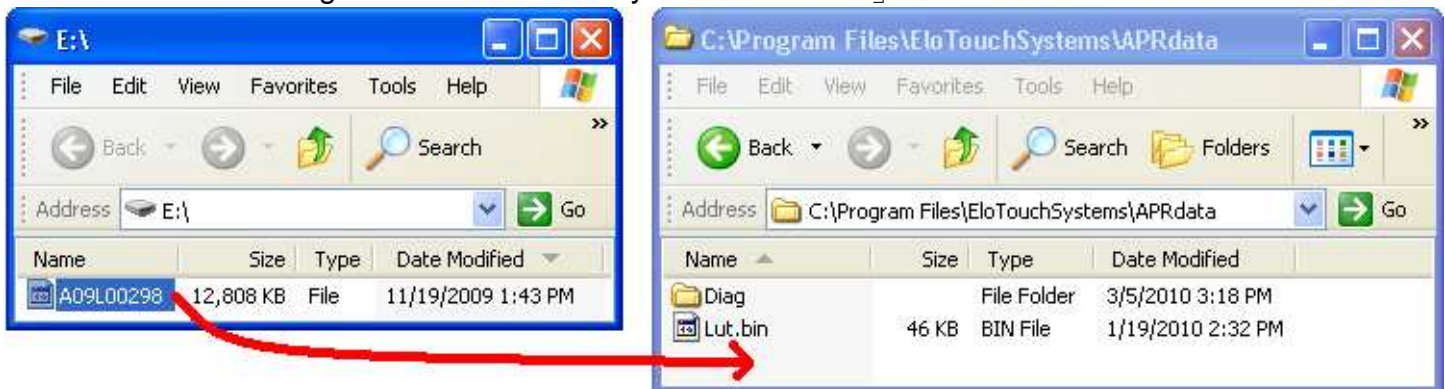 E:\
File Edit View Favorites Tools Help
Back Search »
Address E:\ Go
Name Size Type Date Modified
A09L00298 12,808 KB File 11/19/2009 1:43 PM
C:\Program Files\EloTouchSystems\APRdata
File Edit View Favorites Tools Help
Back Search Folders »
Address C:\Program Files\EloTouchSystems\APRdata Go
Name Size Type Date Modified
Diag File Folder 3/5/2010 3:18 PM
Lut.bin 46 KB BIN File 1/19/2010 2:32 PM